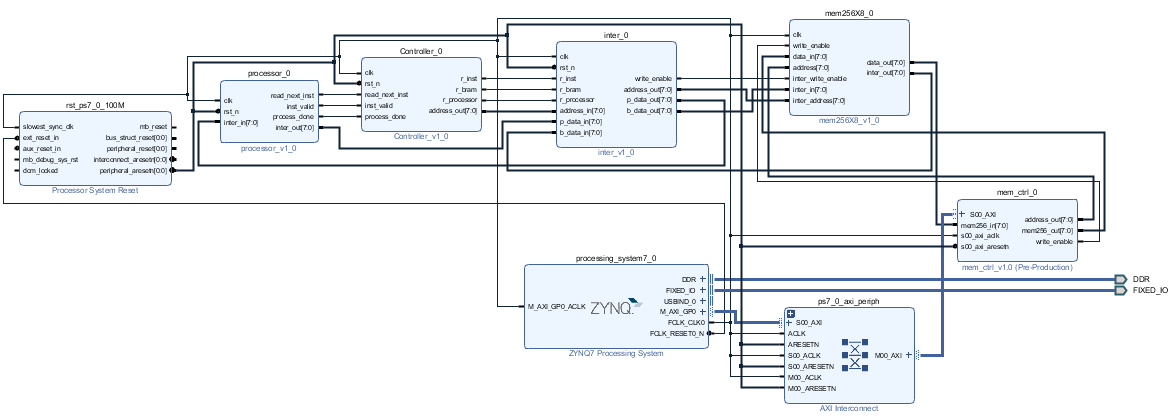 rst_ps7_0_100M
slowest_sync_clk
ext_reset_in
aux_reset_in
mb_debug_sys_rst
dcm_locked
mb_reset
bus_struct_reset[0:0]
peripheral_reset[0:0]
interconnect_aresetn[0:0]
peripheral_aresetn[0:0]
Processor System Reset
processor_0
clk
rst_n
inter_in[7:0]
read_next_inst
inst_valid
process_done
inter_out[7:0]
processor_v1_0
Controller_0
clk
rst_n
read_next_inst
inst_valid
process_done
r_inst
r_bram
r_processor
address_out[7:0]
Controller_v1_0
inter_0
clk
rst_n
r_inst
r_bram
r_processor
address_in[7:0]
p_data_in[7:0]
b_data_in[7:0]
write_enable
address_out[7:0]
p_data_out[7:0]
b_data_out[7:0]
inter_v1_0
mem256X8_0
clk
write_enable
data_in[7:0]
address[7:0]
inter_write_enable
inter_in[7:0]
inter_address[7:0]
data_out[7:0]
inter_out[7:0]
mem256X8_v1_0
mem_ctrl_0
S00_AXI
mem256_in[7:0]
s00_axi_aclk
s00_axi_aresetn
address_out[7:0]
mem256_out[7:0]
write_enable
mem_ctrl_v1.0 (Pre-Production)
processing_system7_0
M_AXI_GP0_ACLK
ZYNQ
DDR
FIXED_IO
USBIND_0
M_AXI_GP0
FCLK_CLK0
FCLK_RESET0_N
ZYNQ7 Processing System
DDR
FIXED_IO
ps7_0_axi_periph
S00_AXI
ACLK
ARESETN
S00_ACLK
S00_ARESETN
M00_ACLK
M00_ARESETN
M00_AXI
AXI Interconnect